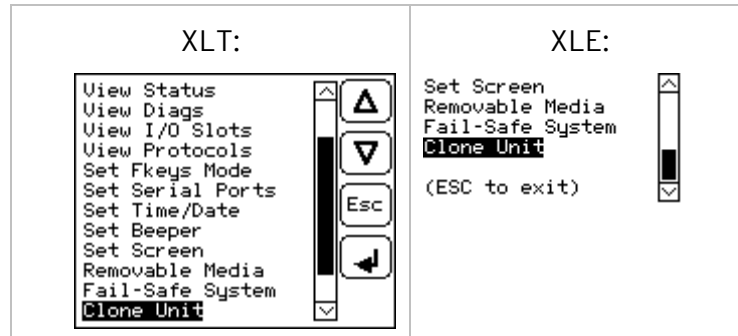 XLT:
View Status
View Diags
View I/O Slots
View Protocols
Set Fkeys Mode
Set Serial Ports
Set Time/Date
Set Beeper
Set Screen
Removable Media
Fail-Safe System
Clone Unit
Esc
XLE:
Set Screen
Removable Media
Fail-Safe System
Clone Unit
(ESC to exit)